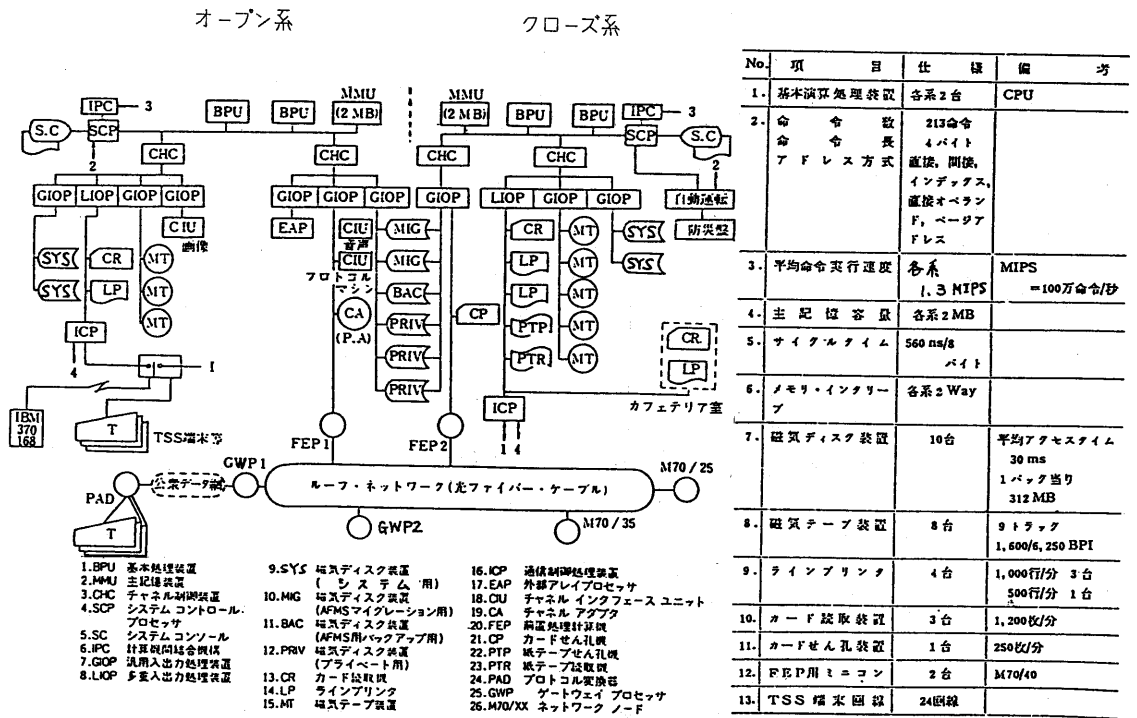 オープン系
クローズ系
IPC
3
S.C
SCP
2
BPU
BPU
MMU
(2 MB)
CHC
CHC
GIOP
LIOP
GIOP
GIOP
GIOP
GIOP
GIOP
SYS
SYS
CR
LP
MT
MT
MT
CIU
画像
EAP
CIU
音声
CIU
プロトコル
マシン
CA
(P.A)
MIG
MIG
BAC
PRIV
PRIV
PRIV
ICP
4
1
IBM
370
168
T
TSS端末等
MMU
(2 MB)
BPU
BPU
IPC
3
SCP
S.C
2
CHC
CHC
GIOP
LIOP
GIOP
GIOP
自動運転
防災盤
CP
CR
LP
LP
PTP
PTR
MT
MT
MT
MT
MT
SYS
SYS
CR
LP
カフェテリア室
ICP
1 4
FEP1
FEP2
GWP1
PAD
公衆データ網
T
ループ・ネットワーク(光ファイバー・ケーブル)
M70/25
GWP2
M70/35
1.BPU 基本処理装置
2.MMU 主記憶装置
3.CHC チャネル制御装置
4.SCP システム コントロール.
プロセッサ
5.SC システム コンソール
6.IPC 計算機間結合機構
7.GIOP 汎用入出力処理装置
8.LIOP 多重入出力処理装置
9.SYS 磁気ディスク装置
(システム用)
10.MIG 磁気ディスク装置
(AFMSマイグレーション用)
11.BAC 磁気ディスク装置
(AFMS用バックアップ用)
12.PRIV 磁気ディスク装置
(プライベート用)
13.CR カード読取機
14.LP ラインプリンタ
15.MT 磁気テープ装置
16.ICP 通信制御処理装置
17.EAP 外部アレイプロセッサ
18.CIU チャネル インタフェース ユニット
19.CA チャネル アダプタ
20.FEP 前置処理計算機
21.CP カードせん孔機
22.PTP 紙テープせん孔機
23.PTR 紙テープ読取機
24.PAD プロトコル変換器
25.GWP ゲートウェイ プロセッサ
26.M70/XX ネットワーク ノード
No. 項目 仕様 備考
1. 基本演算処理装置 各系2台 CPU
2. 命令数 213命令
命令長 4バイト
アドレス方式 直接, 間接,
インデックス,
直接オペラン
ド, ページア
ドレス
3. 平均命令実行速度 各系 MIPS
1.3 MIPS =100万命令/秒
4. 主記憶容量 各系2MB
5. サイクルタイム 560 ns/8
バイト
6. メモリ・インタリー 各系2 Way
ブ
7. 磁気ディスク装置 10台 平均アクセスタイム
30 ms
1パック当り
312 MB
8. 磁気テープ装置 8台 9トラック
1,600/6,250 BPI
9. ラインプリンタ 4台 1,000行/分 3台
500行/分 1台
10. カード読取装置 3台 1,200枚/分
11. カードせん孔装置 1台 250枚/分
12. FEP用ミニコン 2台 M70/40
13. TSS端末回線 24回線